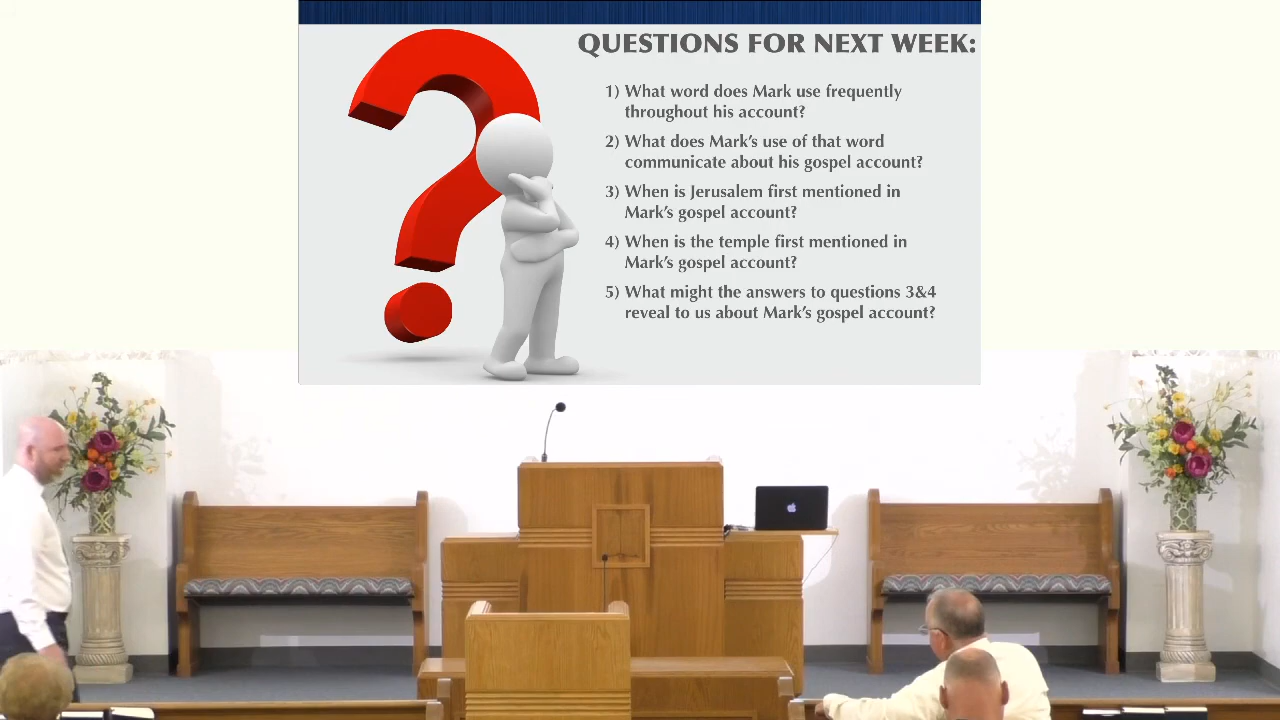 QUESTIONS FOR NEXT WEEK:
1) What word does Mark use frequently
throughout his account?
2) What does Mark's use of that word
communicate about his gospel account?
3) When is Jerusalem first mentioned in
Mark's gospel account?
4) When is the temple first mentioned in
Mark's gospel account?
5) What might the answers to questions 3&4
reveal to us about Mark's gospel account?